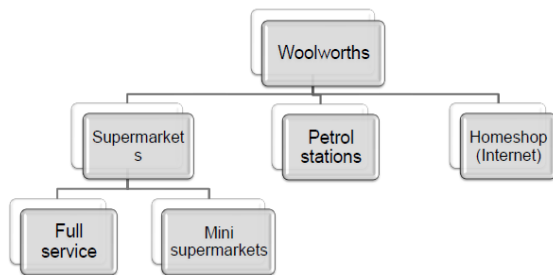 Woolworths
Supermarket
s
Petrol
stations
Homeshop
(Internet)
Full
service
Mini
supermarkets